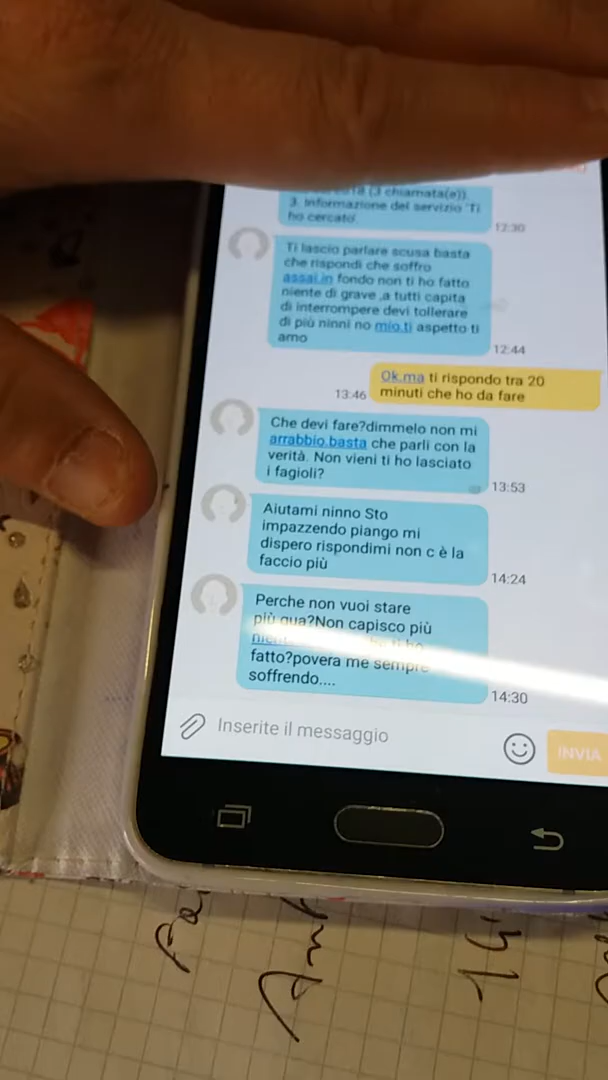 (3 chiamata(e)).
3. Informazione del servizio 'Ti
ho cercato'.
12:30
Ti lascio parlare scusa basta
che rispondi che soffro
assai.in fondo non ti ho fatto
niente di grave ,a tutti capita
di interrompere devi tollerare
di più ninni no mio.ti aspetto ti
amo
12:44
Ok.ma ti rispondo tra 20
minuti che ho da fare
13:46
Che devi fare?dimmelo non mi
arrabbio.basta che parli con la
verità. Non vieni ti ho lasciato
i fagioli?
13:53
Aiutami ninno Sto
impazzendo piango mi
dispero rispondimi non c è la
faccio più
14:24
Perche non vuoi stare
più qua?Non capisco più
ti ho
fatto?povera me sempre
soffrendo....
14:30
Inserite il messaggio
INVIA